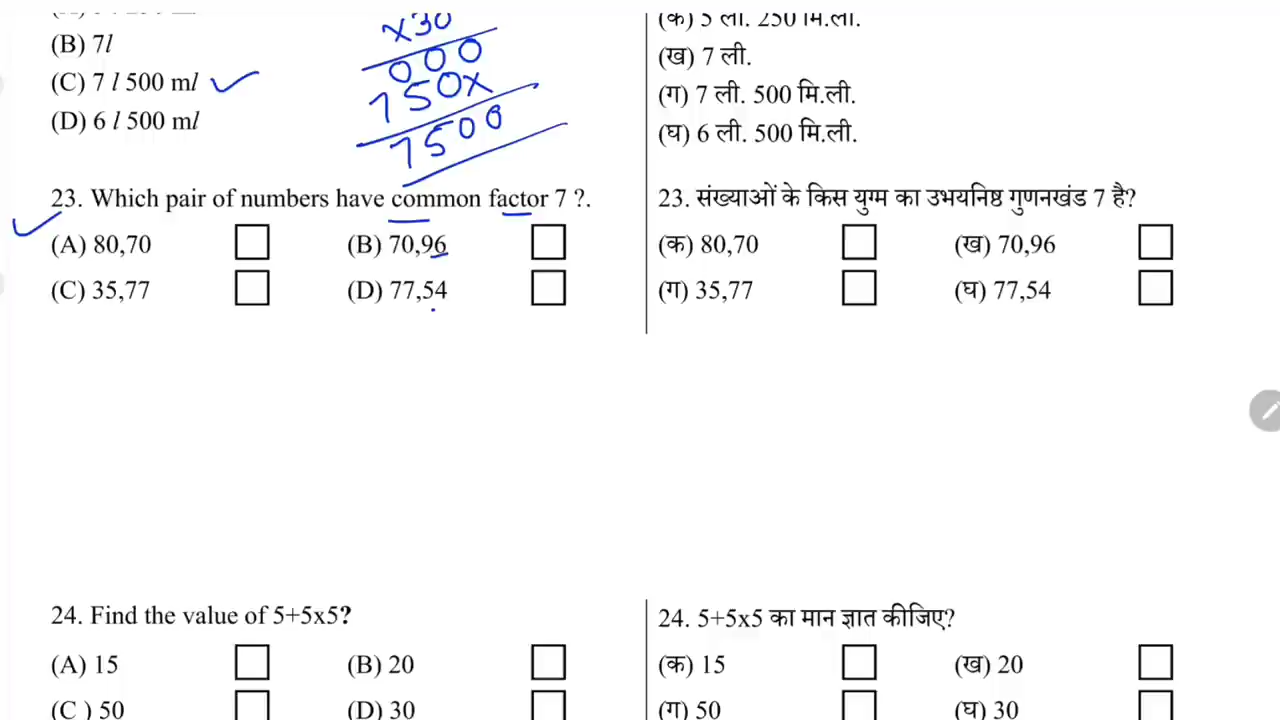 (B) 7l
(C) 7 l 500 ml
(D) 6 l 500 ml
x30
000
750x
7500
(क) 5 ली. 250 मि.ली.
(ख) 7 ली.
(ग) 7 ली. 500 मि.ली.
(घ) 6 ली. 500 मि.ली.
23. Which pair of numbers have common factor 7 ?.
(A) 80,70 (B) 70,96
(C) 35,77 (D) 77,54
23. संख्याओं के किस युग्म का उभयनिष्ठ गुणनखंड 7 है?
(क) 80,70 (ख) 70,96
(ग) 35,77 (घ) 77,54
24. Find the value of 5+5x5?
(A) 15 (B) 20
(C ) 50 (D) 30
24. 5+5x5 का मान ज्ञात कीजिए?
(क) 15 (ख) 20
(ग) 50 (घ) 30